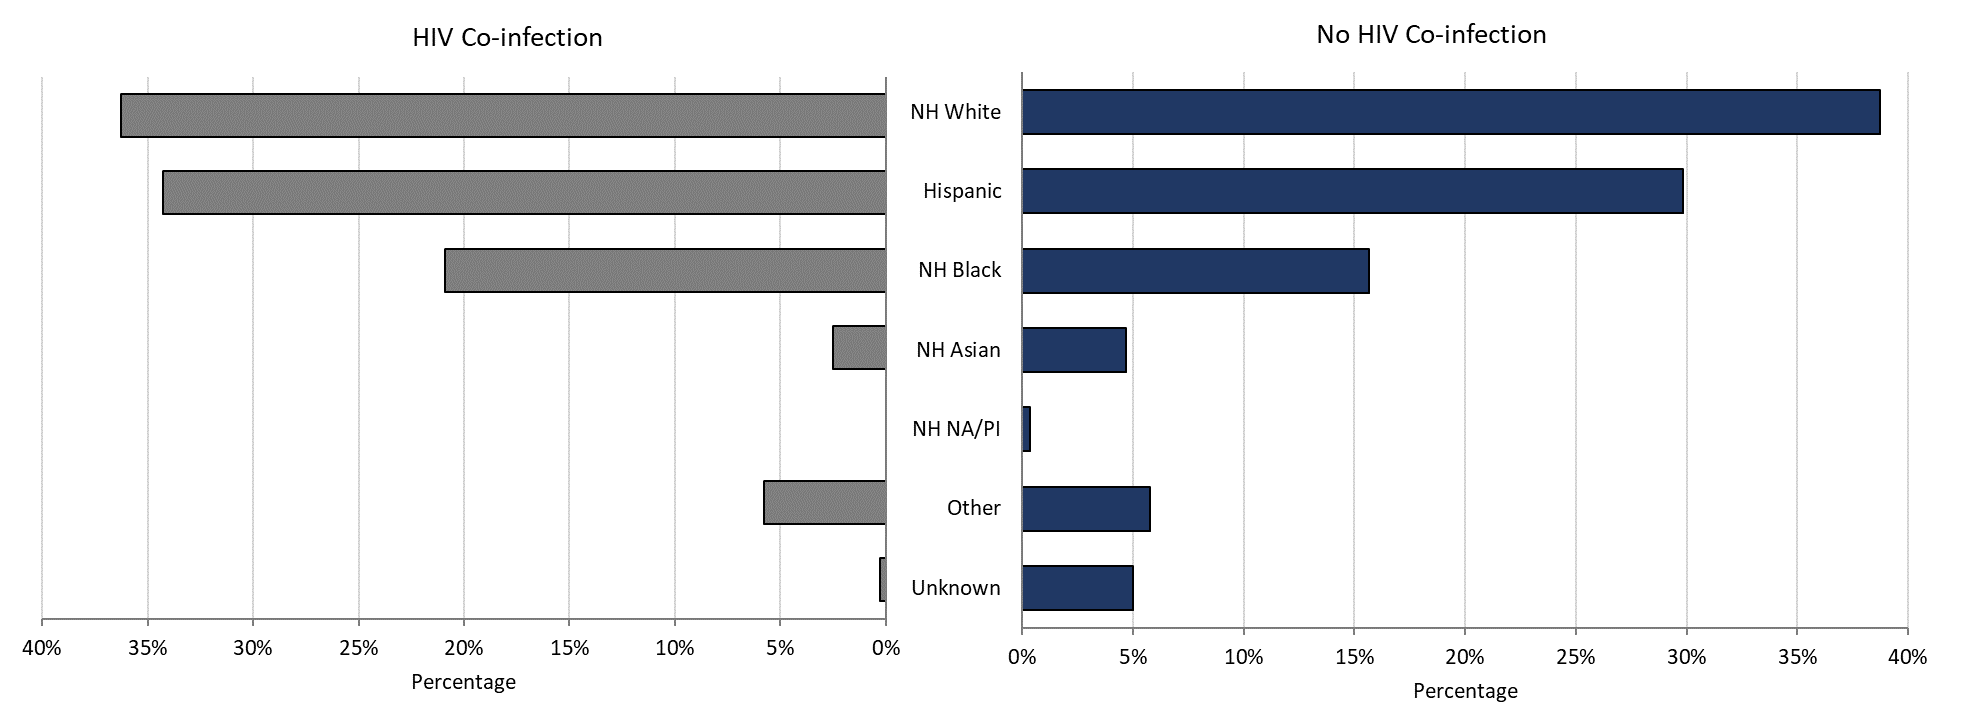 HIV Co-infection
No HIV Co-infection
NH White
Hispanic
NH Black
NH Asian
NH NA/PI
Other
Unknown
40% 35% 30% 25% 20% 15% 10% 5% 0%
Percentage
0% 5% 10% 15% 20% 25% 30% 35% 40%
Percentage